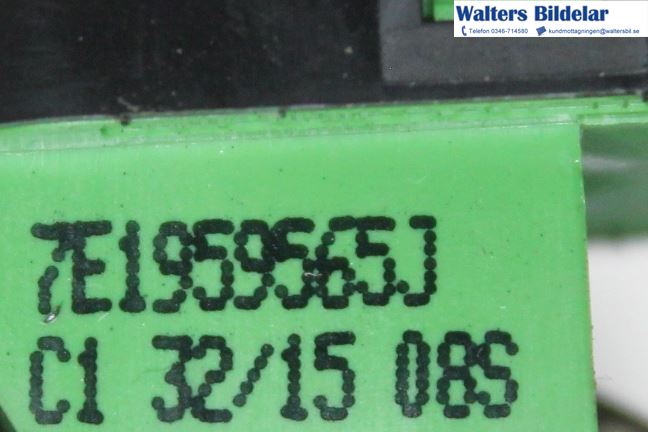 Walters Bildelar
Telefon 0346-714580 kundmottagningen@waltersbil.se
7E1959565J
C1 32/15 08S